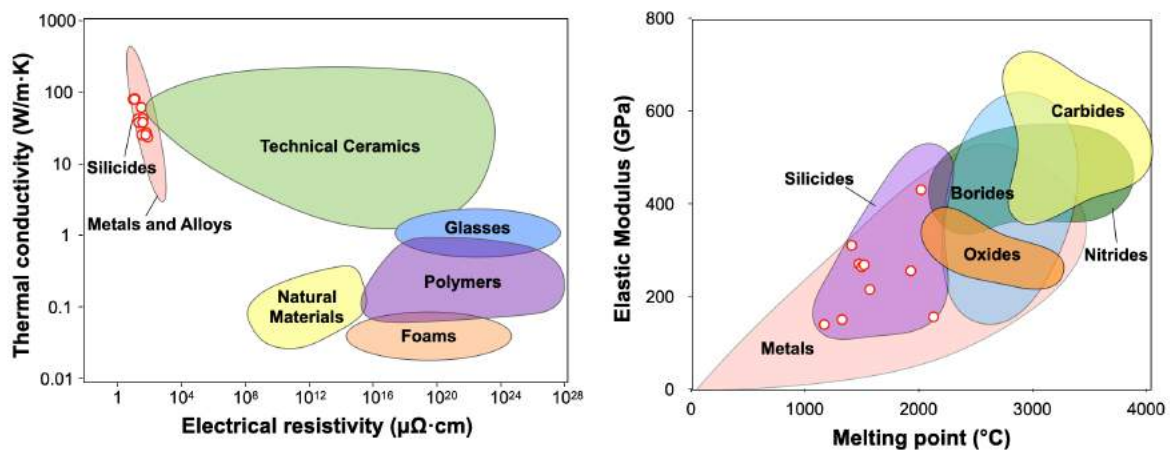 Thermal conductivity (W/m·K)
1000
100
10
1
0.1
0.01
Silicides
Metals and Alloys
Technical Ceramics
Glasses
Polymers
Natural
Materials
Foams
1
10⁴
10⁸
10¹²
10¹⁶
10²⁰
10²⁴
10²⁸
Electrical resistivity (μΩ·cm)
Elastic Modulus (GPa)
800
600
400
200
0
Carbides
Silicides
Borides
Nitrides
Oxides
Metals
0
1000
2000
3000
4000
Melting point (°C)